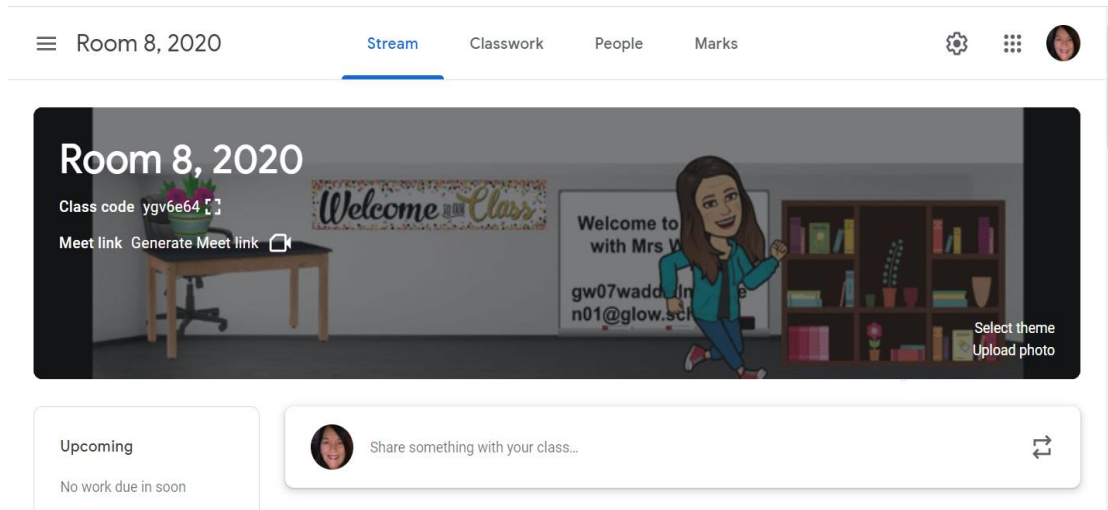 Room 8, 2020
Stream Classwork People Marks
Room 8, 2020
Class code ygv6e64
Meet link Generate Meet link
Welcome Class
Welcome to
with Mrs
n01@glow.
Select theme
Upload photo
Upcoming
No work due in soon
Share something with your class...